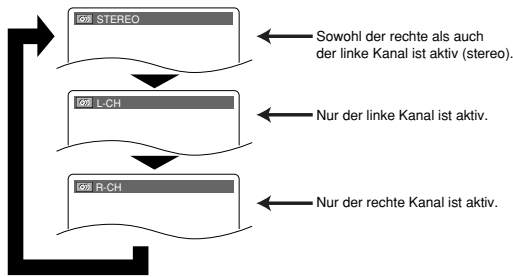 STEREO
Sowohl der rechte als auch
der linke Kanal ist aktiv (stereo).
L-CH
Nur der linke Kanal ist aktiv.
R-CH
Nur der rechte Kanal ist aktiv.